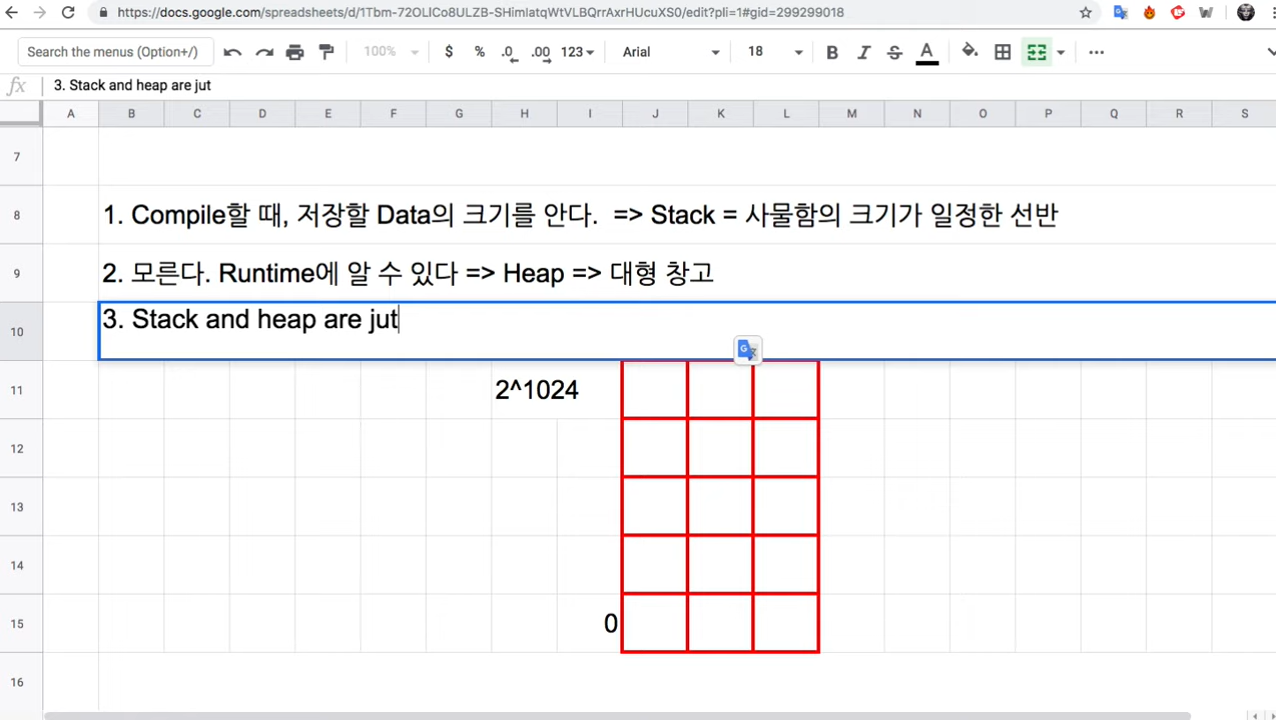 https://docs.google.com/spreadsheets/d/1Tbm-72OLlCo8ULZB-SHimlatqWtVLBQrrAxrHUcuXS0/edit?pli=1#gid=299299018
Search the menus (Option+/)
100%
$
%
.0
.00
123
Arial
18
B
I
S
A
fx
3. Stack and heap are jut
A B C D E F G H I J K L M N O P Q R S
7
8
1. Compile할 때, 저장할 Data의 크기를 안다. => Stack = 사물함의 크기가 일정한 선반
9
2. 모른다. Runtime에 알 수 있다 => Heap => 대형 창고
10
3. Stack and heap are jut
11
2^1024
12
13
14
15
0
16